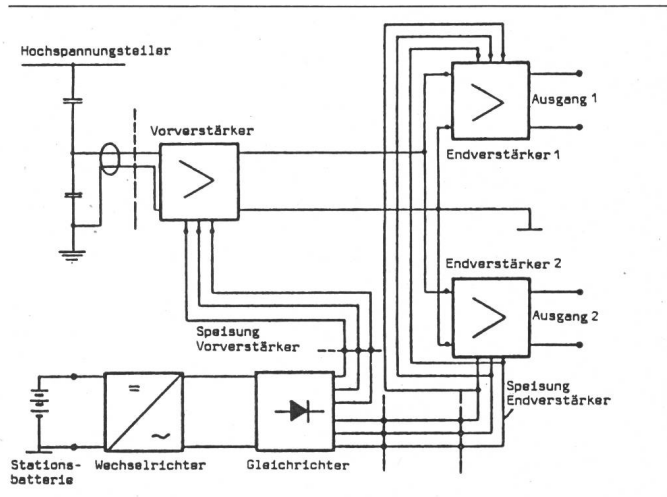 Hochspannungsteiler
Vorverstärker
Ausgang 1
Endverstärker 1
Endverstärker 2
Ausgang 2
Speisung
Vorverstärker
Speisung
Endverstärker
=
~
Stations-
batterie
Wechselrichter
Gleichrichter